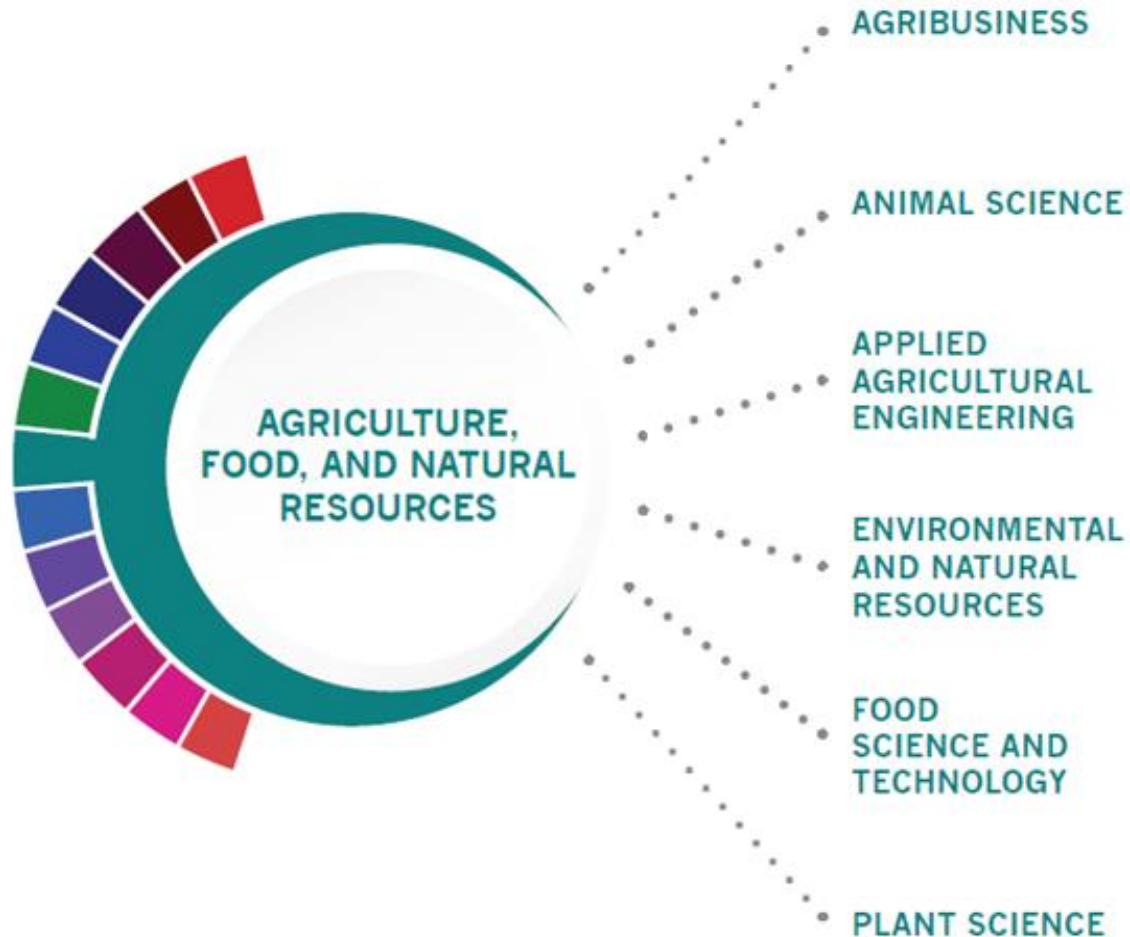 AGRIBUSINESS
ANIMAL SCIENCE
APPLIED
AGRICULTURAL
ENGINEERING
AGRICULTURE,
FOOD, AND NATURAL
RESOURCES
ENVIRONMENTAL
AND NATURAL
RESOURCES
FOOD
SCIENCE AND
TECHNOLOGY
PLANT SCIENCE